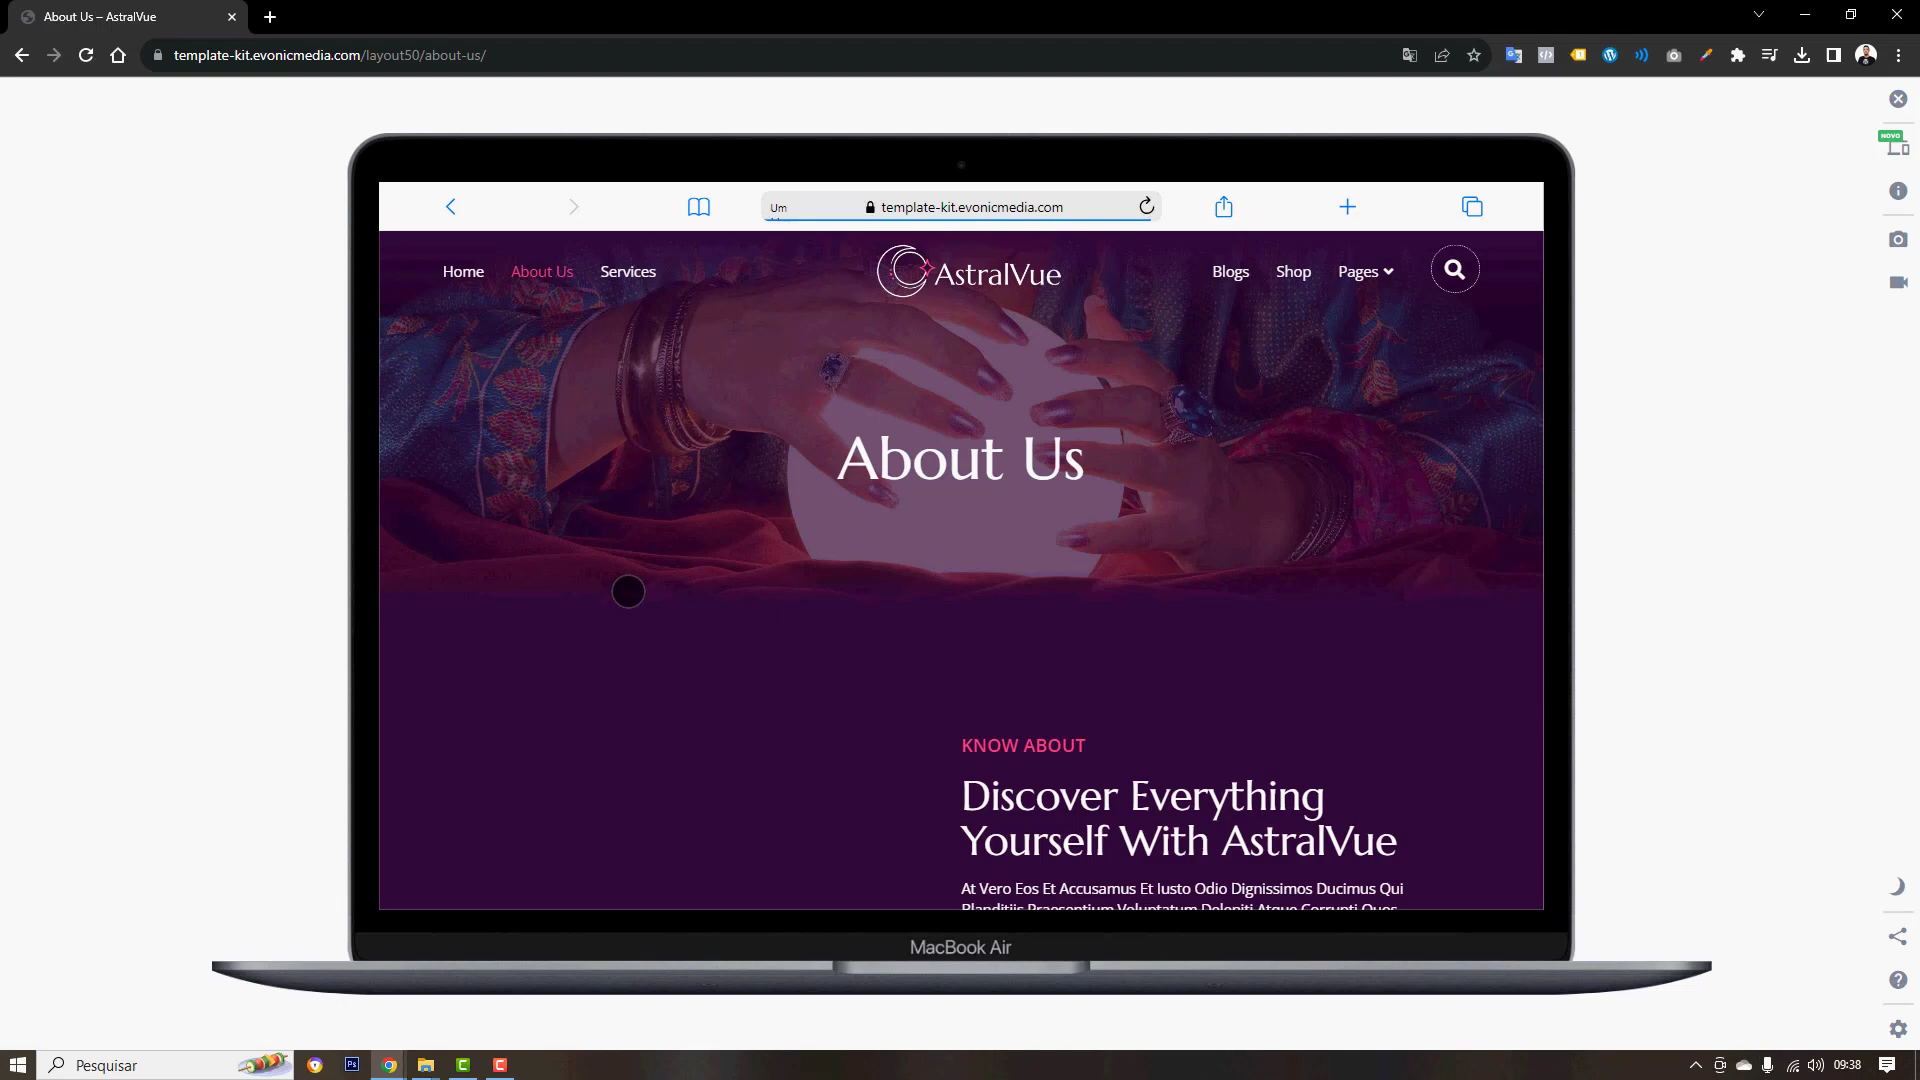 About Us – AstralVue
template-kit.evonicmedia.com/layout50/about-us/
NOVO
Um
template-kit.evonicmedia.com
Home
About Us
Services
AstralVue
Blogs
Shop
Pages
About Us
KNOW ABOUT
Discover Everything
Yourself With AstralVue
At Vero Eos Et Accusamus Et Iusto Odio Dignissimos Ducimus Qui
Blanditiis Praesentium Voluptatum Deleniti Atque Corrupti Quos
MacBook Air
Pesquisar
Ps
09:38